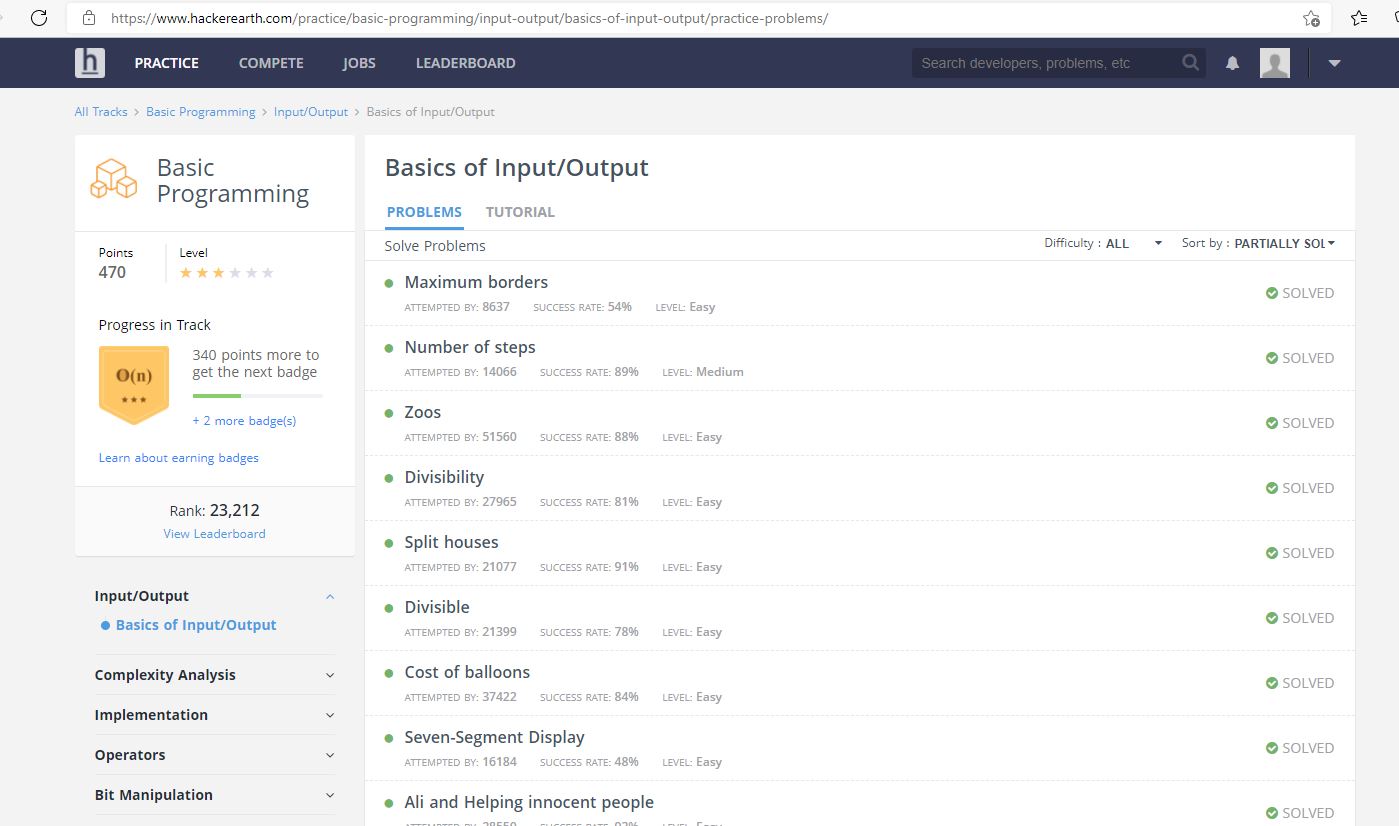 https://www.hackerearth.com/practice/basic-programming/input-output/basics-of-input-output/practice-problems/
h PRACTICE COMPETE JOBS LEADERBOARD Search developers, problems, etc
All Tracks > Basic Programming > Input/Output > Basics of Input/Output
Basic
Programming
Points Level
470
Progress in Track
O(n)
340 points more to
get the next badge
+ 2 more badge(s)
Learn about earning badges
Rank: 23,212
View Leaderboard
Input/Output
Basics of Input/Output
Complexity Analysis
Implementation
Operators
Bit Manipulation
Basics of Input/Output
PROBLEMS TUTORIAL
Solve Problems Difficulty : ALL Sort by : PARTIALLY SOL
Maximum borders
ATTEMPTED BY: 8637 SUCCESS RATE: 54% LEVEL: Easy
SOLVED
Number of steps
ATTEMPTED BY: 14066 SUCCESS RATE: 89% LEVEL: Medium
SOLVED
Zoos
ATTEMPTED BY: 51560 SUCCESS RATE: 88% LEVEL: Easy
SOLVED
Divisibility
ATTEMPTED BY: 27965 SUCCESS RATE: 81% LEVEL: Easy
SOLVED
Split houses
ATTEMPTED BY: 21077 SUCCESS RATE: 91% LEVEL: Easy
SOLVED
Divisible
ATTEMPTED BY: 21399 SUCCESS RATE: 78% LEVEL: Easy
SOLVED
Cost of balloons
ATTEMPTED BY: 37422 SUCCESS RATE: 84% LEVEL: Easy
SOLVED
Seven-Segment Display
ATTEMPTED BY: 16184 SUCCESS RATE: 48% LEVEL: Easy
SOLVED
Ali and Helping innocent people
ATTEMPTED BY: SUCCESS RATE: LEVEL: Easy
SOLVED